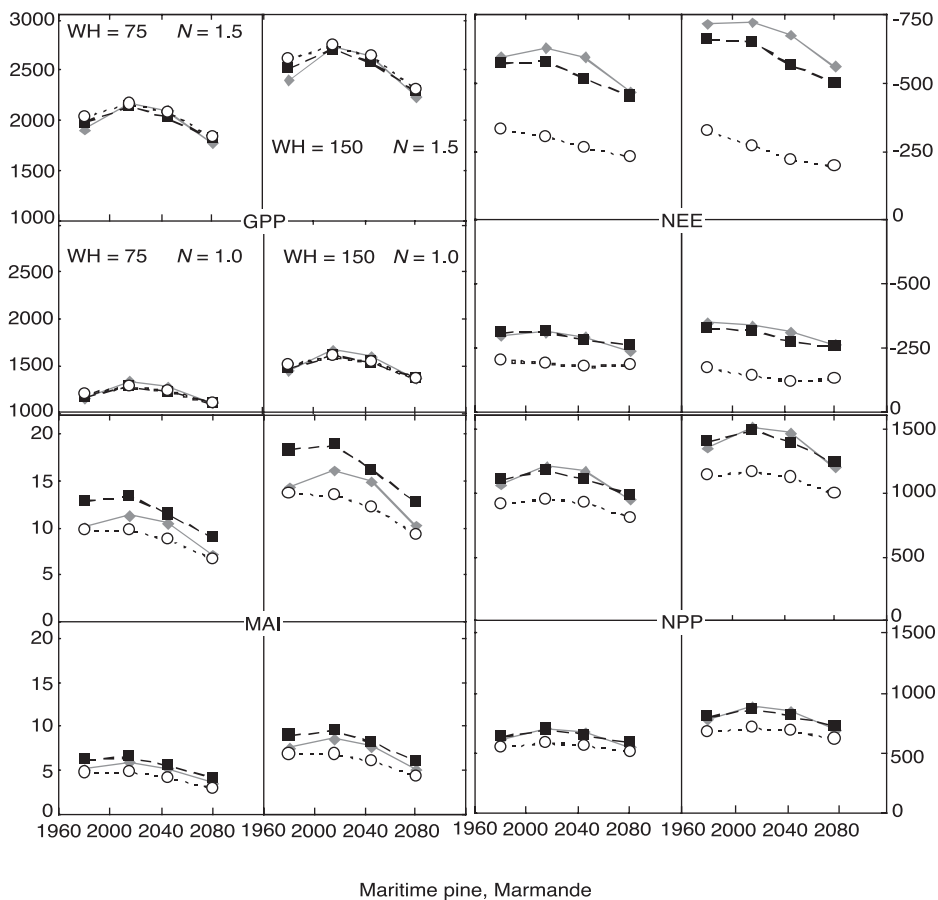 3000
WH = 75 N = 1.5
2500
2000
1500
1000
WH = 150 N = 1.5
GPP
-750
-500
-250
0
NEE
WH = 75 N = 1.0
WH = 150 N = 1.0
2500
2000
1500
1000
-500
-250
0
20
15
10
5
0
MAI
1500
1000
500
0
NPP
20
15
10
5
0
1500
1000
500
0
1960 2000 2040 2080
1960 2000 2040 2080
1960 2000 2040 2080
1960 2000 2040 2080
Maritime pine, Marmande